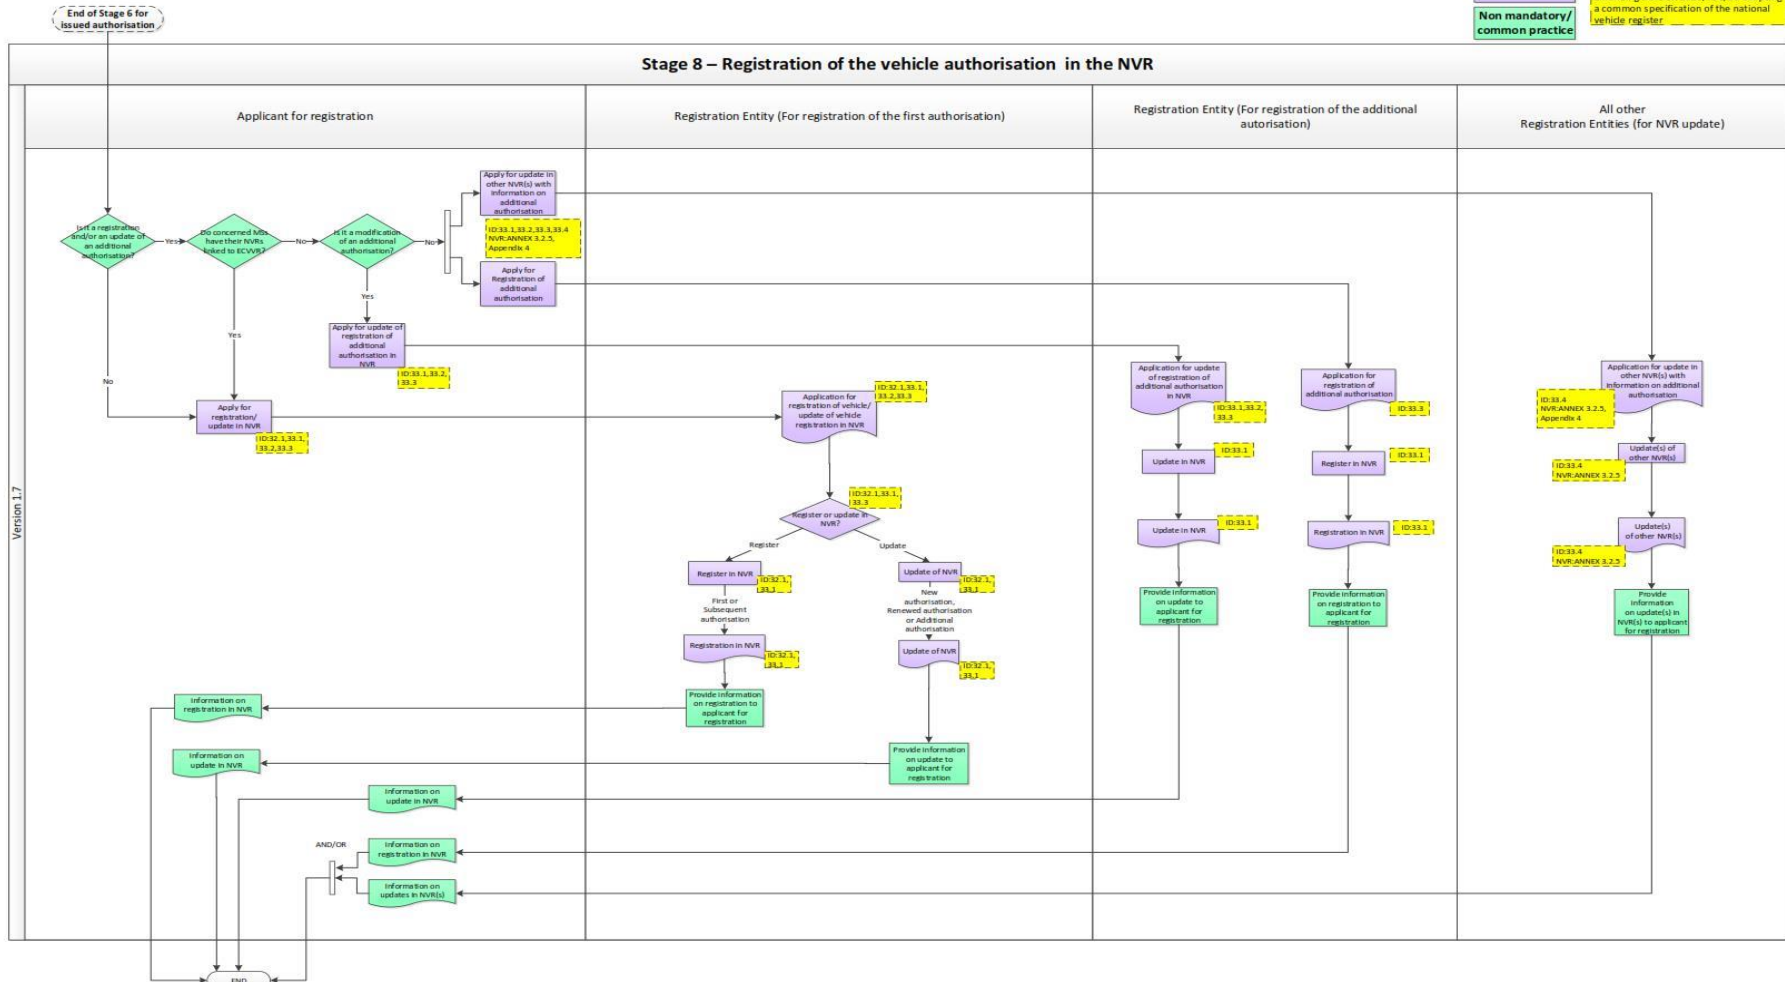 End of Stage 6 for
issued authorisation
Non mandatory/
common practice
a common specification of the national
vehicle register
Stage 8 – Registration of the vehicle authorisation in the NVR
Version 1.7
Applicant for registration
Registration Entity (For registration of the first authorisation)
Registration Entity (For registration of the additional
autorisation)
All other
Registration Entities (for NVR update)
Is it a registration
and/or an update of
an additional
authorisation?
Yes
Do concerned MSs
have their NVRs
linked to ECVVR?
No
Is it a modification
of an additional
authorisation?
No
Apply for update in
other NVR(s) with
information on
additional
authorisation
ID:33.1,33.2,33.3,33.4
NVR:ANNEX 3.2.5,
Appendix 4
Apply for
Registration of
additional
authorisation
Yes
Apply for update of
registration of
additional
authorisation in
NVR
ID:33.1,33.2,
33.3
Yes
No
Apply for
registration/
update in NVR
ID:32.1,33.1,
33.2,33.3
Application for
registration of vehicle/
update of vehicle
registration in NVR
ID:32.1,33.1,
33.2,33.3
Register or update in
NVR?
ID:32.1,33.1,
33.3
Register
Update
Register in NVR
ID:32.1,
33.1
First or
Subsequent
authorisation
Registration in NVR
ID:32.1,
33.1
Provide information
on registration to
applicant for
registration
Update of NVR
ID:32.1,
33.1
New
authorisation,
Renewed authorisation
or Additional
authorisation
Update of NVR
ID:32.1,
33.1
Provide information
on update to
applicant for
registration
Application for update
of registration of
additional authorisation
in NVR
ID:33.1,33.2,
33.3
Update in NVR
ID:33.1
Update in NVR
ID:33.1
Provide information
on update to
applicant for
registration
Application for
registration of
additional authorisation
ID:33.3
Register in NVR
ID:33.1
Registration in NVR
ID:33.1
Provide information
on registration to
applicant for
registration
Application for update in
other NVR(s) with
information on additional
authorisation
ID:33.4
NVR:ANNEX 3.2.5,
Appendix 4
Update(s) of
other NVR(s)
ID:33.4
NVR:ANNEX 3.2.5
Update(s)
of other NVR(s)
ID:33.4
NVR:ANNEX 3.2.5
Provide
information
on update(s) in
NVR(s) to applicant
for registration
Information on
registration in NVR
Information on
update in NVR
Information on
update in NVR
AND/OR
Information on
registration in NVR
Information on
updates in NVR(s)
END